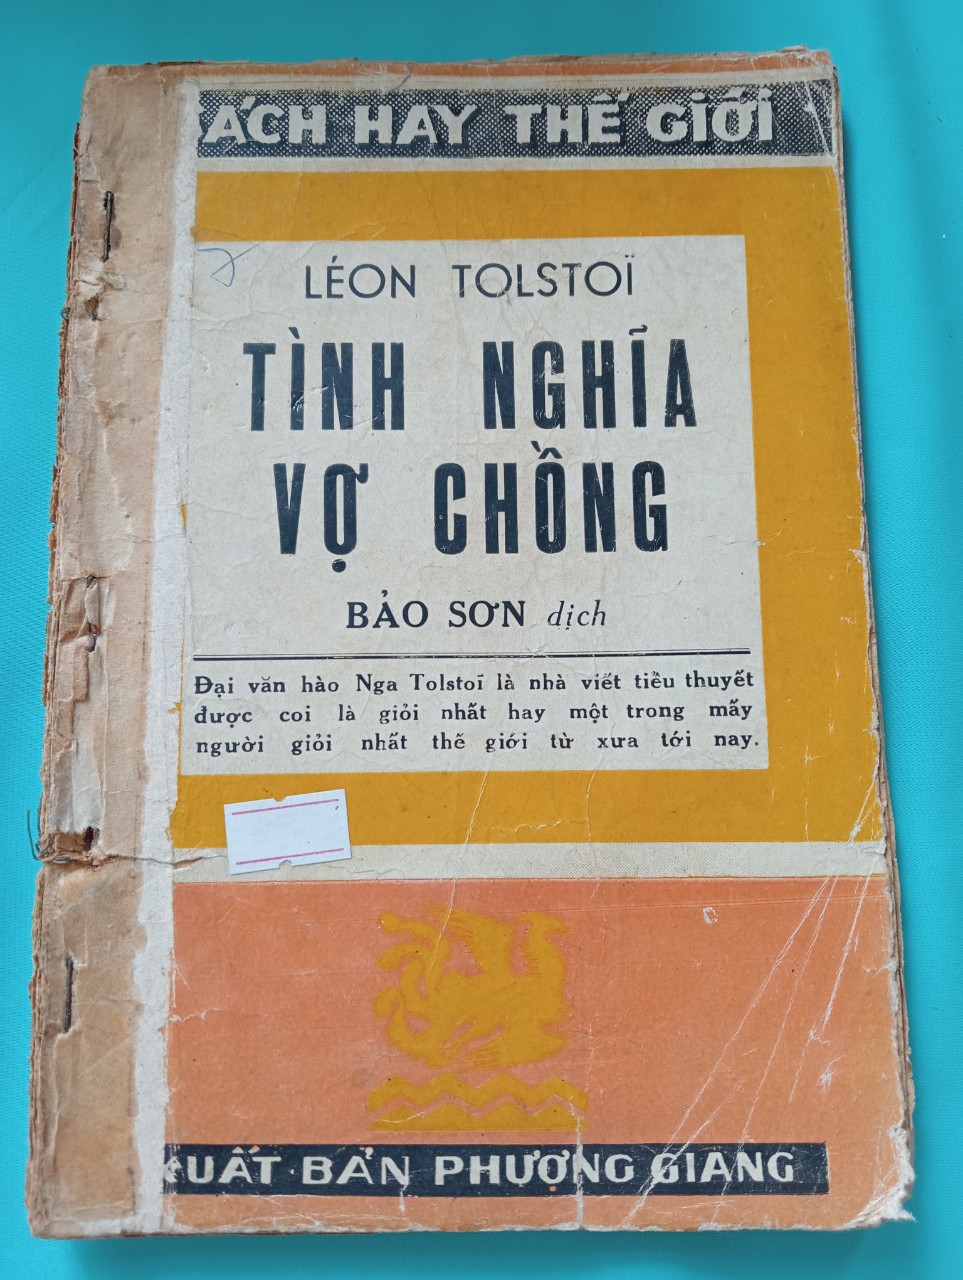 ÁCH HAY THẾ GIỚI
LÉON TOLSTOÏ
TÌNH NGHĨA
VỢ CHỒNG
BẢO SƠN dịch
Đại văn hào Nga Tolstoï là nhà viết tiểu thuyết
được coi là giỏi nhất hay một trong mấy
người giỏi nhất thế giới từ xưa tới nay.
XUẤT BẢN PHƯỢNG GIANG